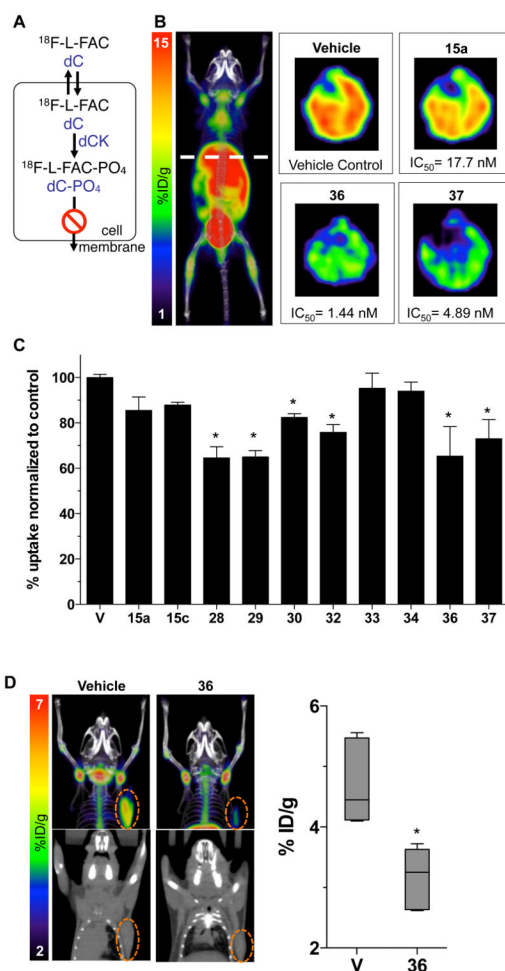 A
18F-L-FAC
dC
18F-L-FAC
dC
dCK
18F-L-FAC-PO4
dC-PO4
cell
membrane
B
15
%ID/g
1
Vehicle
Vehicle Control
15a
IC50= 17.7 nM
36
IC50= 1.44 nM
37
IC50= 4.89 nM
C
% uptake normalized to control
100
80
60
40
20
0
* * * * * *
V 15a 15c 28 29 30 32 33 34 36 37
D
Vehicle 36
7
%ID/g
2
% ID/g
6
4
2
*
V 36